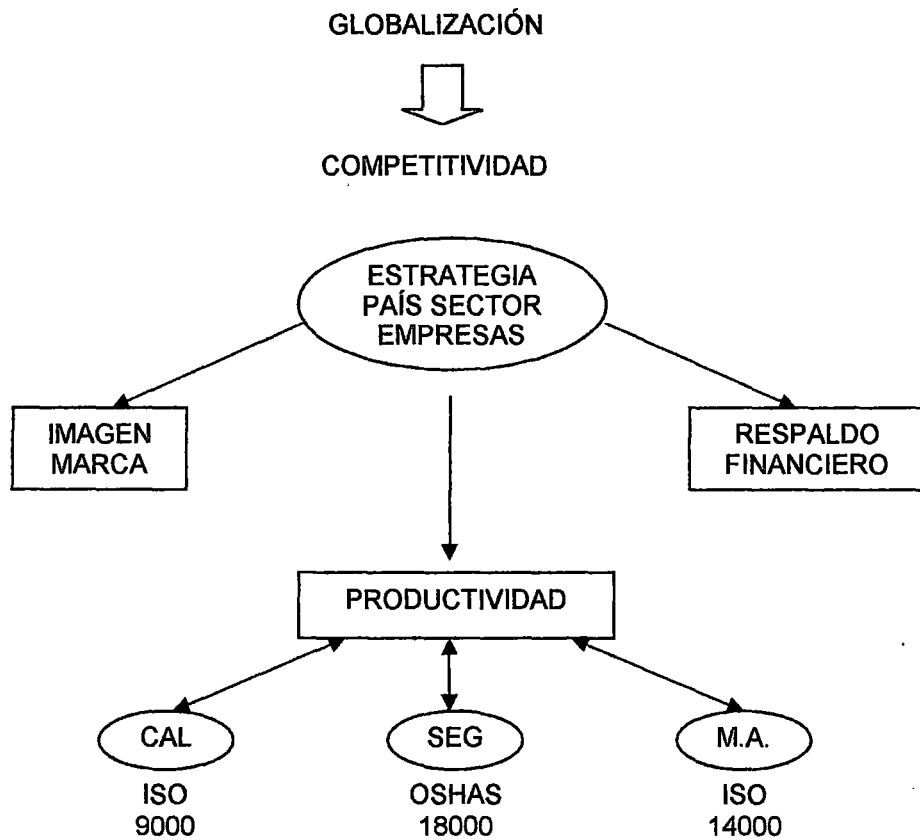 GLOBALIZACIÓN
COMPETITIVIDAD
ESTRATEGIA
PAÍS SECTOR
EMPRESAS
IMAGEN
MARCA
RESPALDO
FINANCIERO
PRODUCTIVIDAD
CAL
SEG
M.A.
ISO
9000
OSHAS
18000
ISO
14000